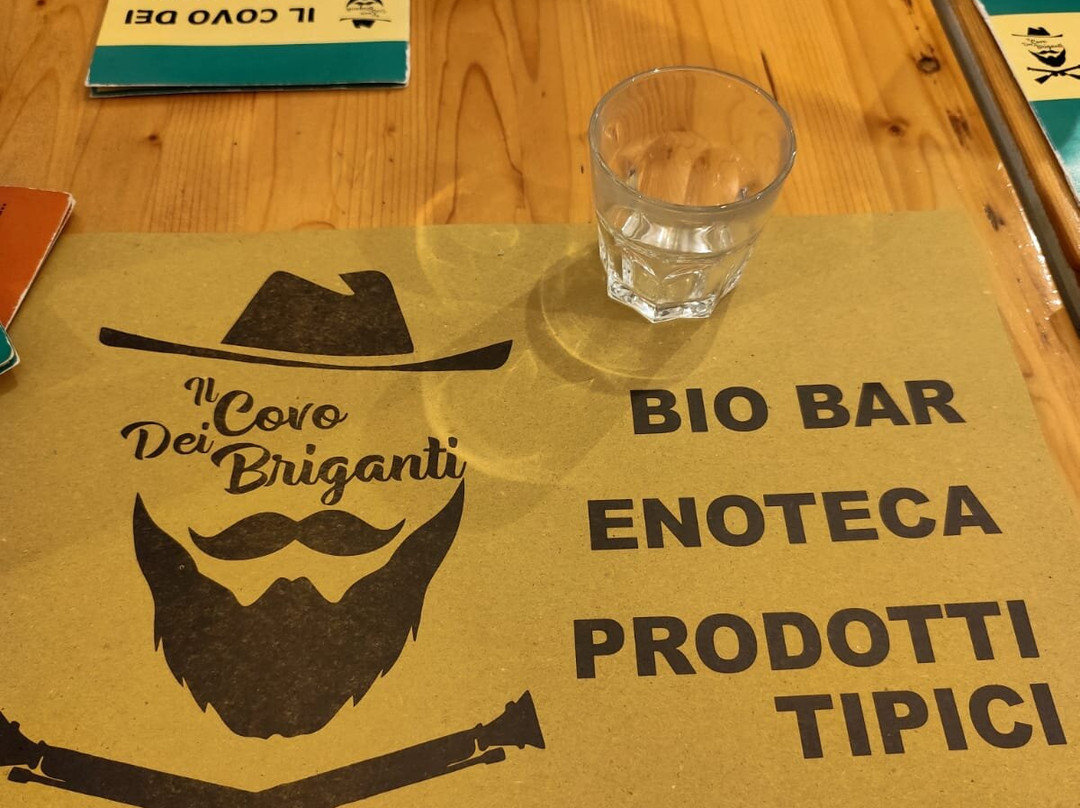 IL COVO DEI
Il Covo
Dei Briganti
BIO BAR
ENOTECA
PRODOTTI
TIPICI